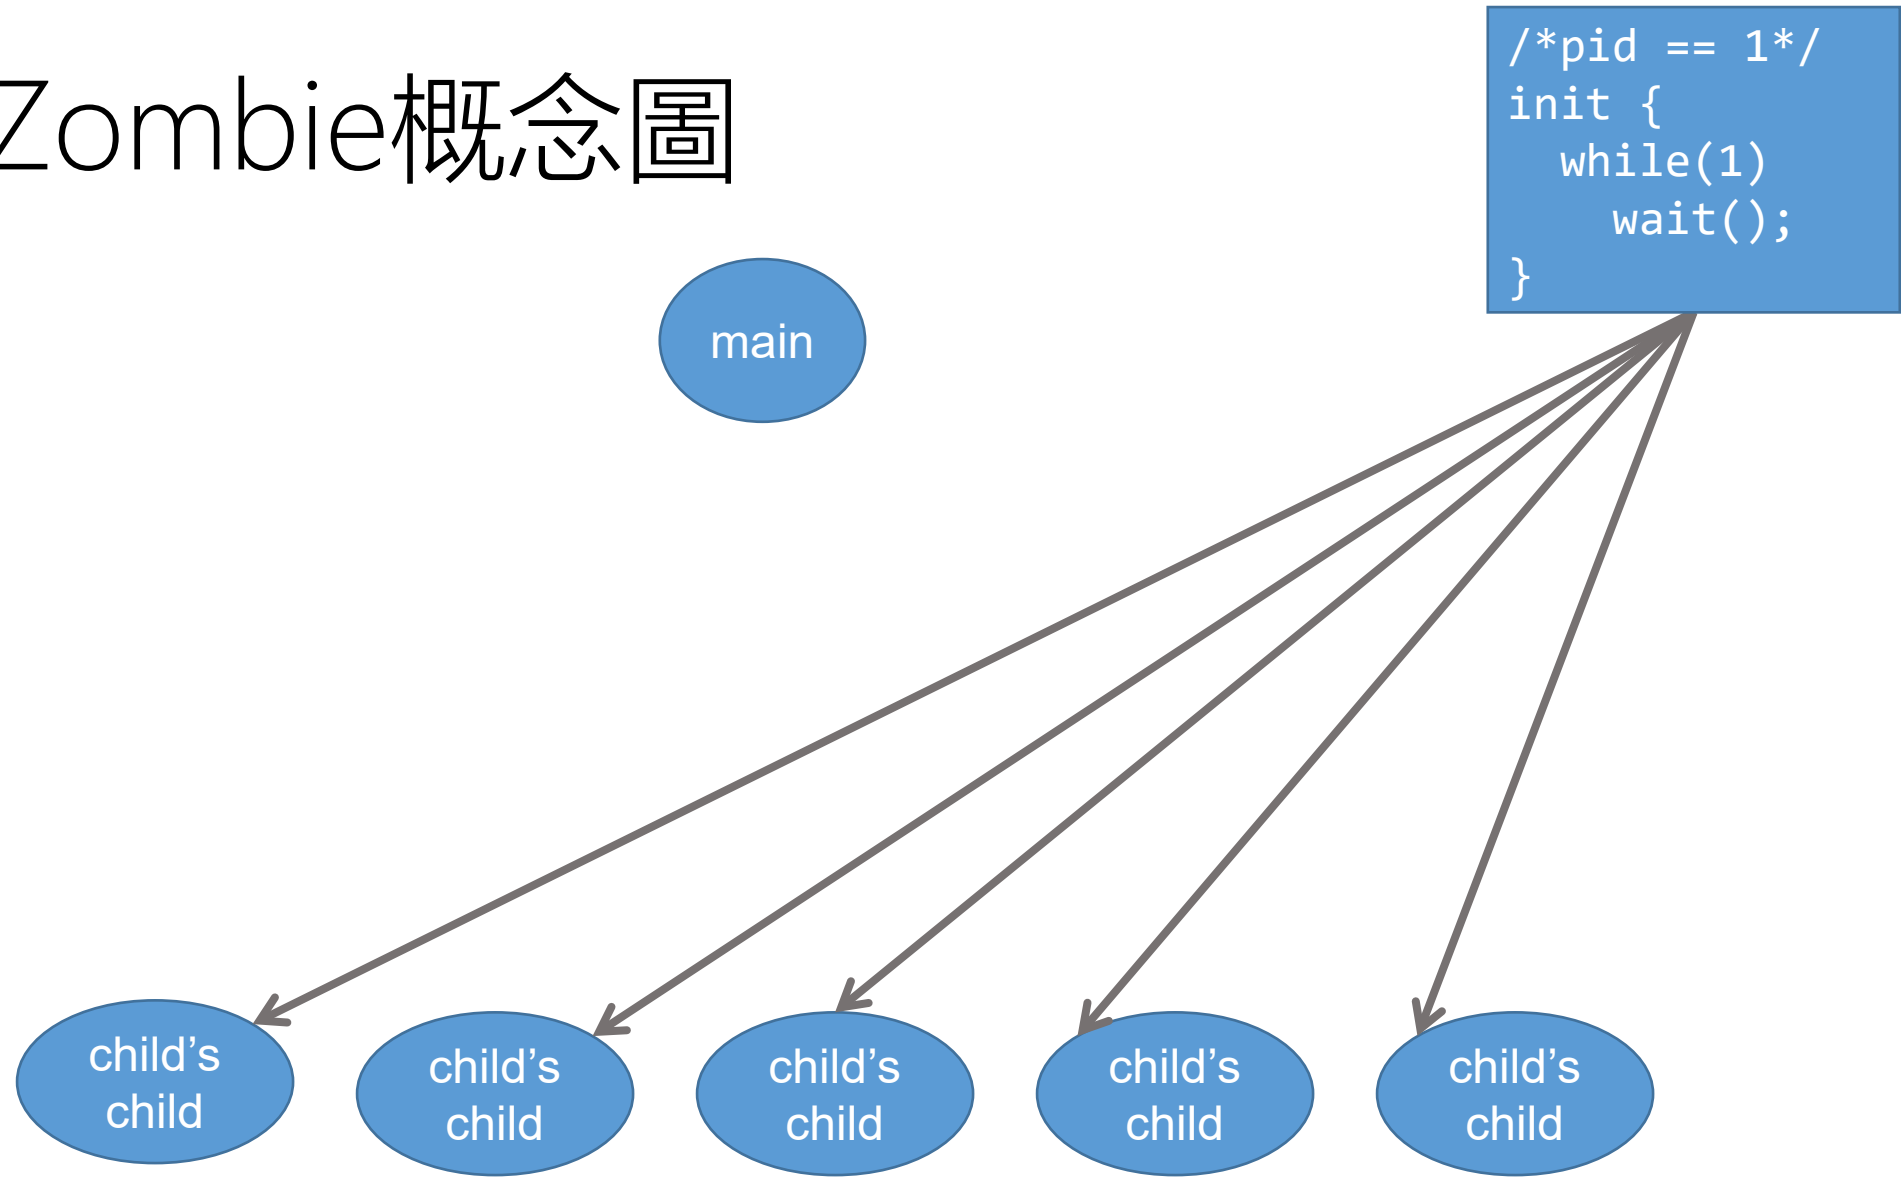 Zombie概念圖
/*pid == 1*/
init {
  while(1)
    wait();
}
main
child’s
child
child’s
child
child’s
child
child’s
child
child’s
child